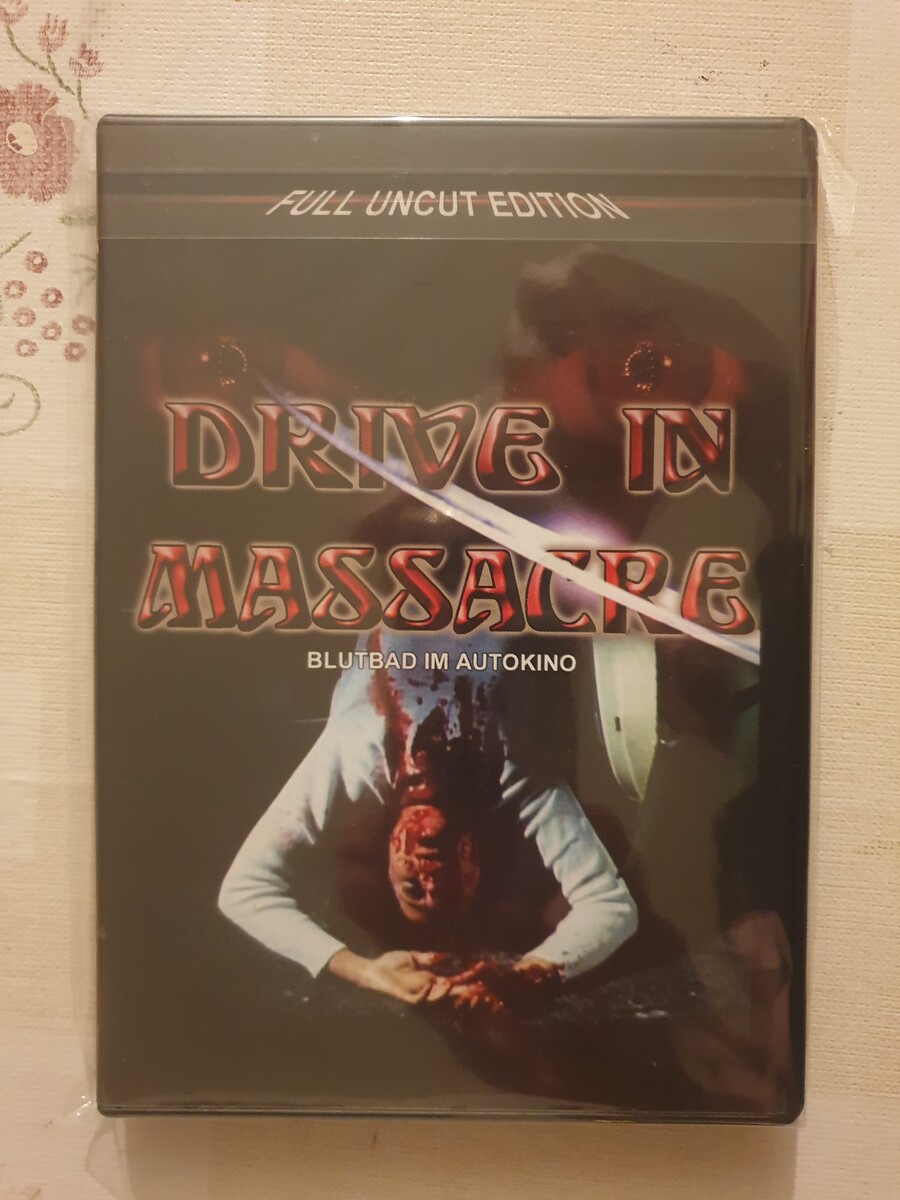 FULL UNCUT EDITION
DRIVE IN
MASSACRE
BLUTBAD IM AUTOKINO